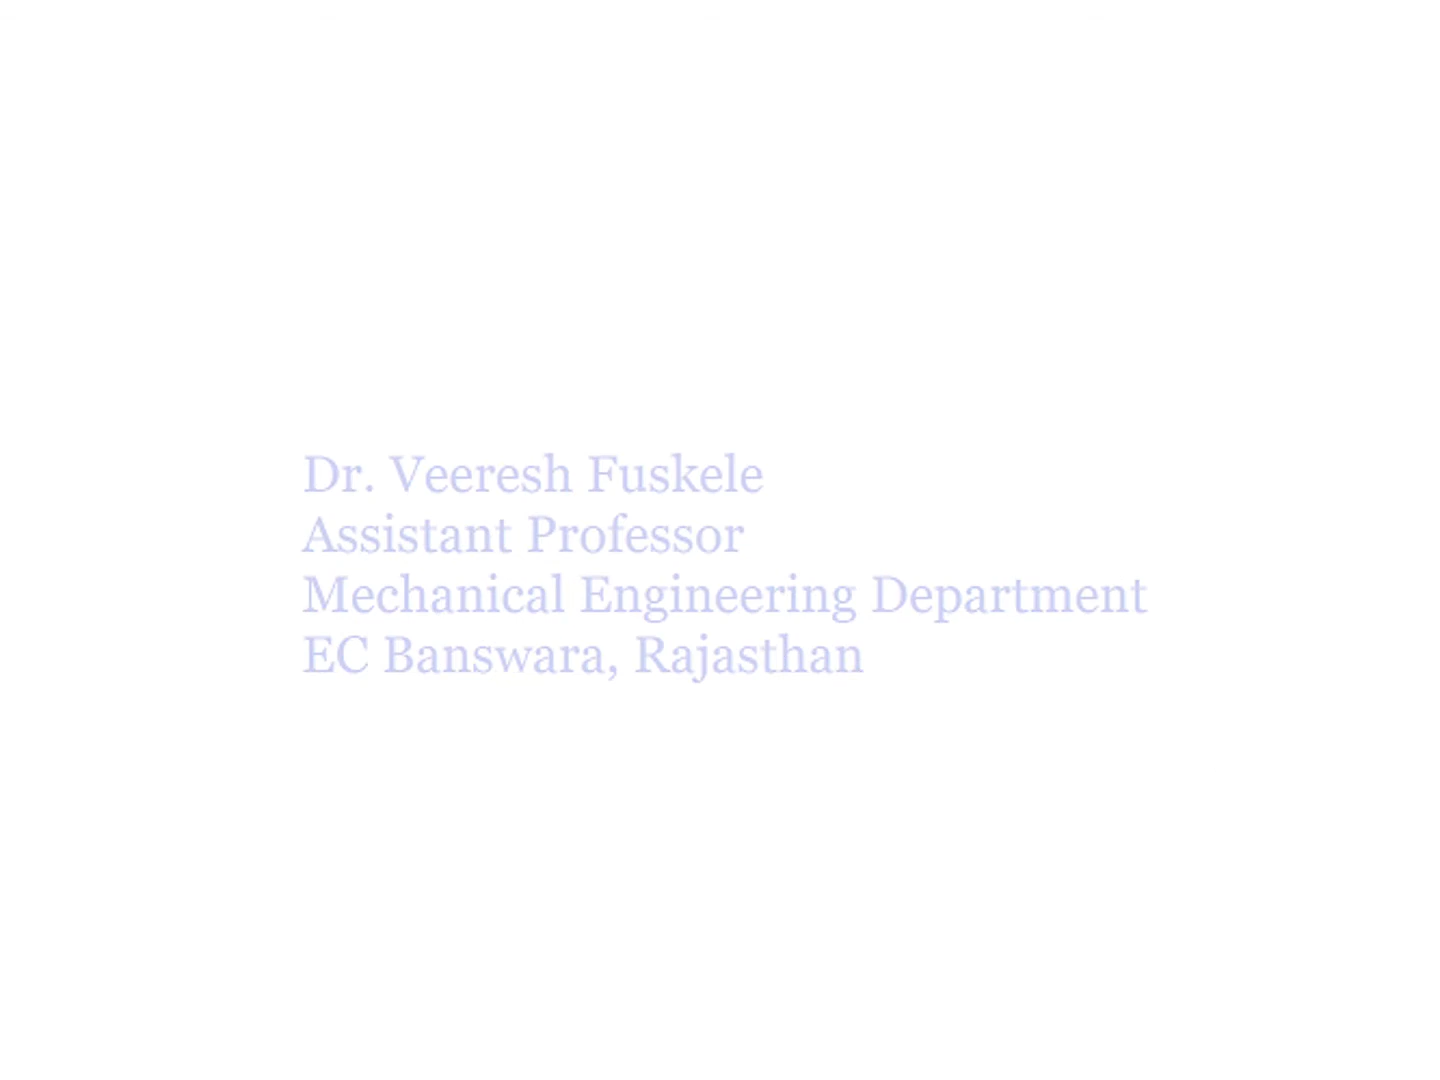 Dr. Veeresh Fuskele
Assistant Professor
Mechanical Engineering Department
EC Banswara, Rajasthan